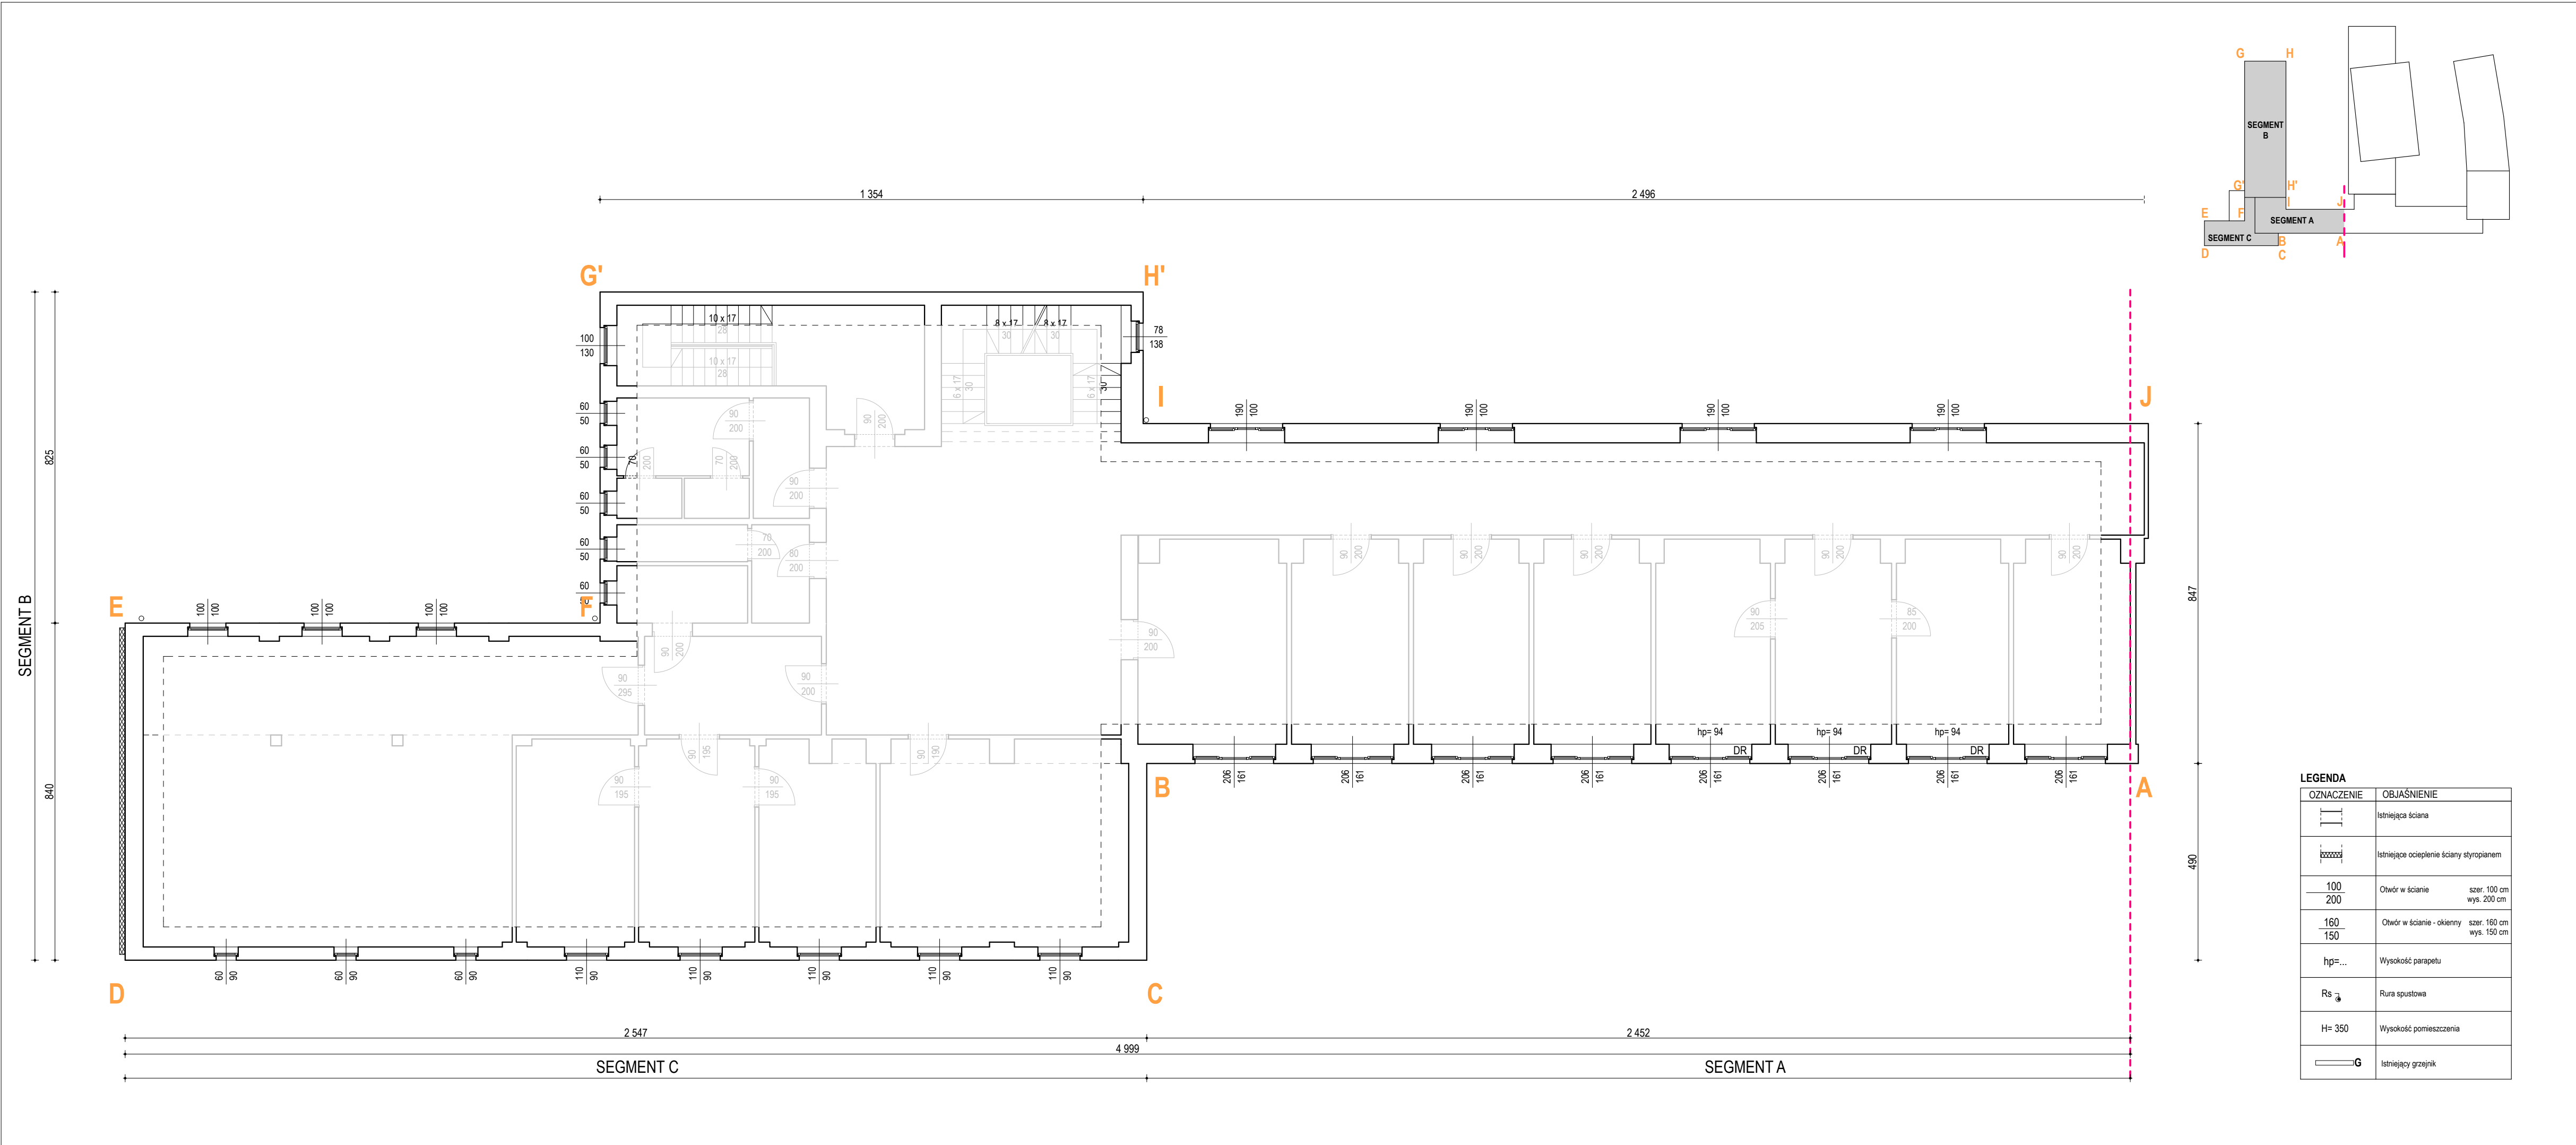 G H
SEGMENT
B
G' H'
I J
E F
SEGMENT A
SEGMENT C
B A
D C
1 354
2 496
G' H'
10 x 17
28
10 x 17
28
8 x 17
30
8 x 17
30
6 x 17
30
6 x 17
30
100
130
78
138
I J
60
50
60
50
60
50
60
50
60
50
190
100
190
100
190
100
190
100
90
200
90
200
70
200
70
200
90
200
70
200
80
200
825
840
SEGMENT B
E F
100
100
100
100
100
100
90
200
90
295
90
200
90
200
90
200
90
200
90
200
90
200
90
200
90
205
85
200
847
490
hp= 94
hp= 94
hp= 94
DR
DR
DR
B A
206
161
206
161
206
161
206
161
206
161
206
161
206
161
206
161
90
195
90
190
90
195
90
195
60
90
60
90
60
90
110
90
110
90
110
90
110
90
110
90
D C
2 547
2 452
4 999
SEGMENT C
SEGMENT A
LEGENDA
OZNACZENIE OBJAŚNIENIE
Istniejąca ściana
Istniejące ocieplenie ściany styropianem
100
200
Otwór w ścianie szer. 100 cm
wys. 200 cm
160
150
Otwór w ścianie - okienny szer. 160 cm
wys. 150 cm
hp=... Wysokość parapetu
Rs Rura spustowa
H= 350 Wysokość pomieszczenia
G Istniejący grzejnik